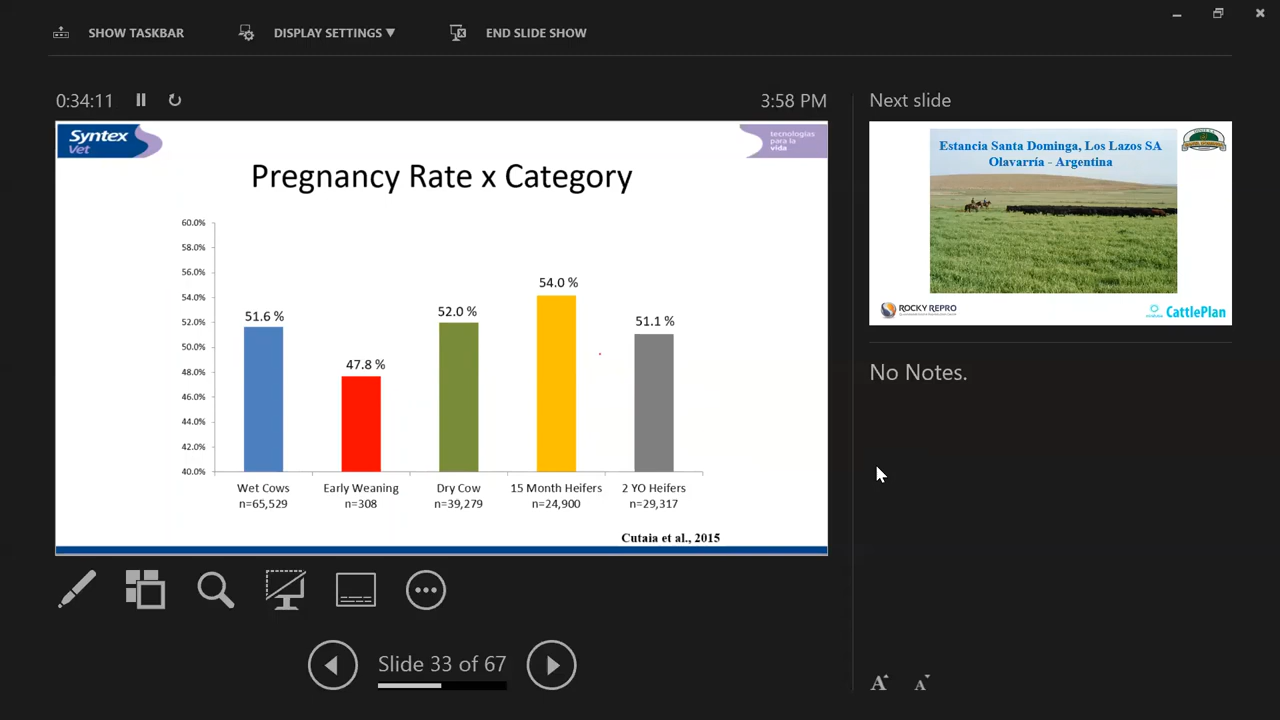 SHOW TASKBAR
DISPLAY SETTINGS ▼
END SLIDE SHOW
0:34:11
3:58 PM
Syntex
Vet
tecnologías
para la
vida
Pregnancy Rate x Category
60.0%
58.0%
56.0%
54.0%
52.0%
50.0%
48.0%
46.0%
44.0%
42.0%
40.0%
51.6 %
47.8 %
52.0 %
54.0 %
51.1 %
Wet Cows
n=65,529
Early Weaning
n=308
Dry Cow
n=39,279
15 Month Heifers
n=24,900
2 YO Heifers
n=29,317
Cutaia et al., 2015
Slide 33 of 67
Next slide
Estancia Santa Dominga, Los Lazos SA
Olavarría - Argentina
ROCKY REPRO
CattlePlan
No Notes.
A A